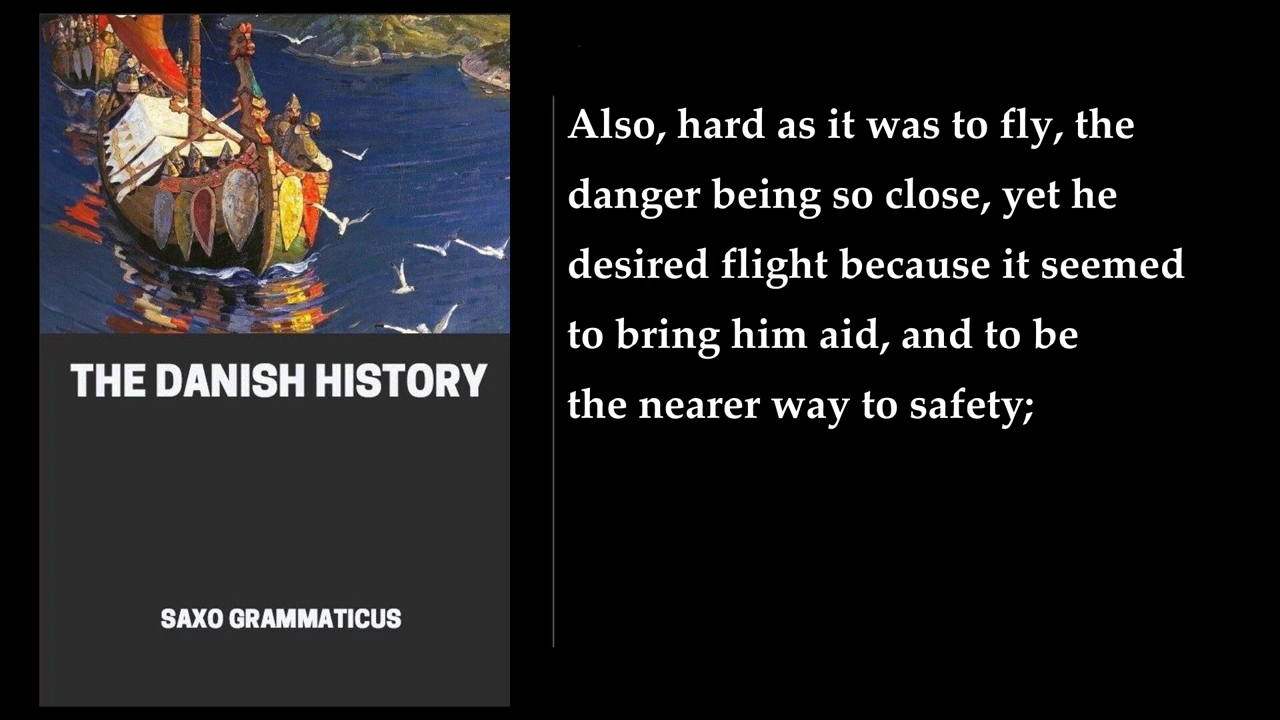 THE DANISH HISTORY
SAXO GRAMMATICUS
Also, hard as it was to fly, the
danger being so close, yet he
desired flight because it seemed
to bring him aid, and to be
the nearer way to safety;